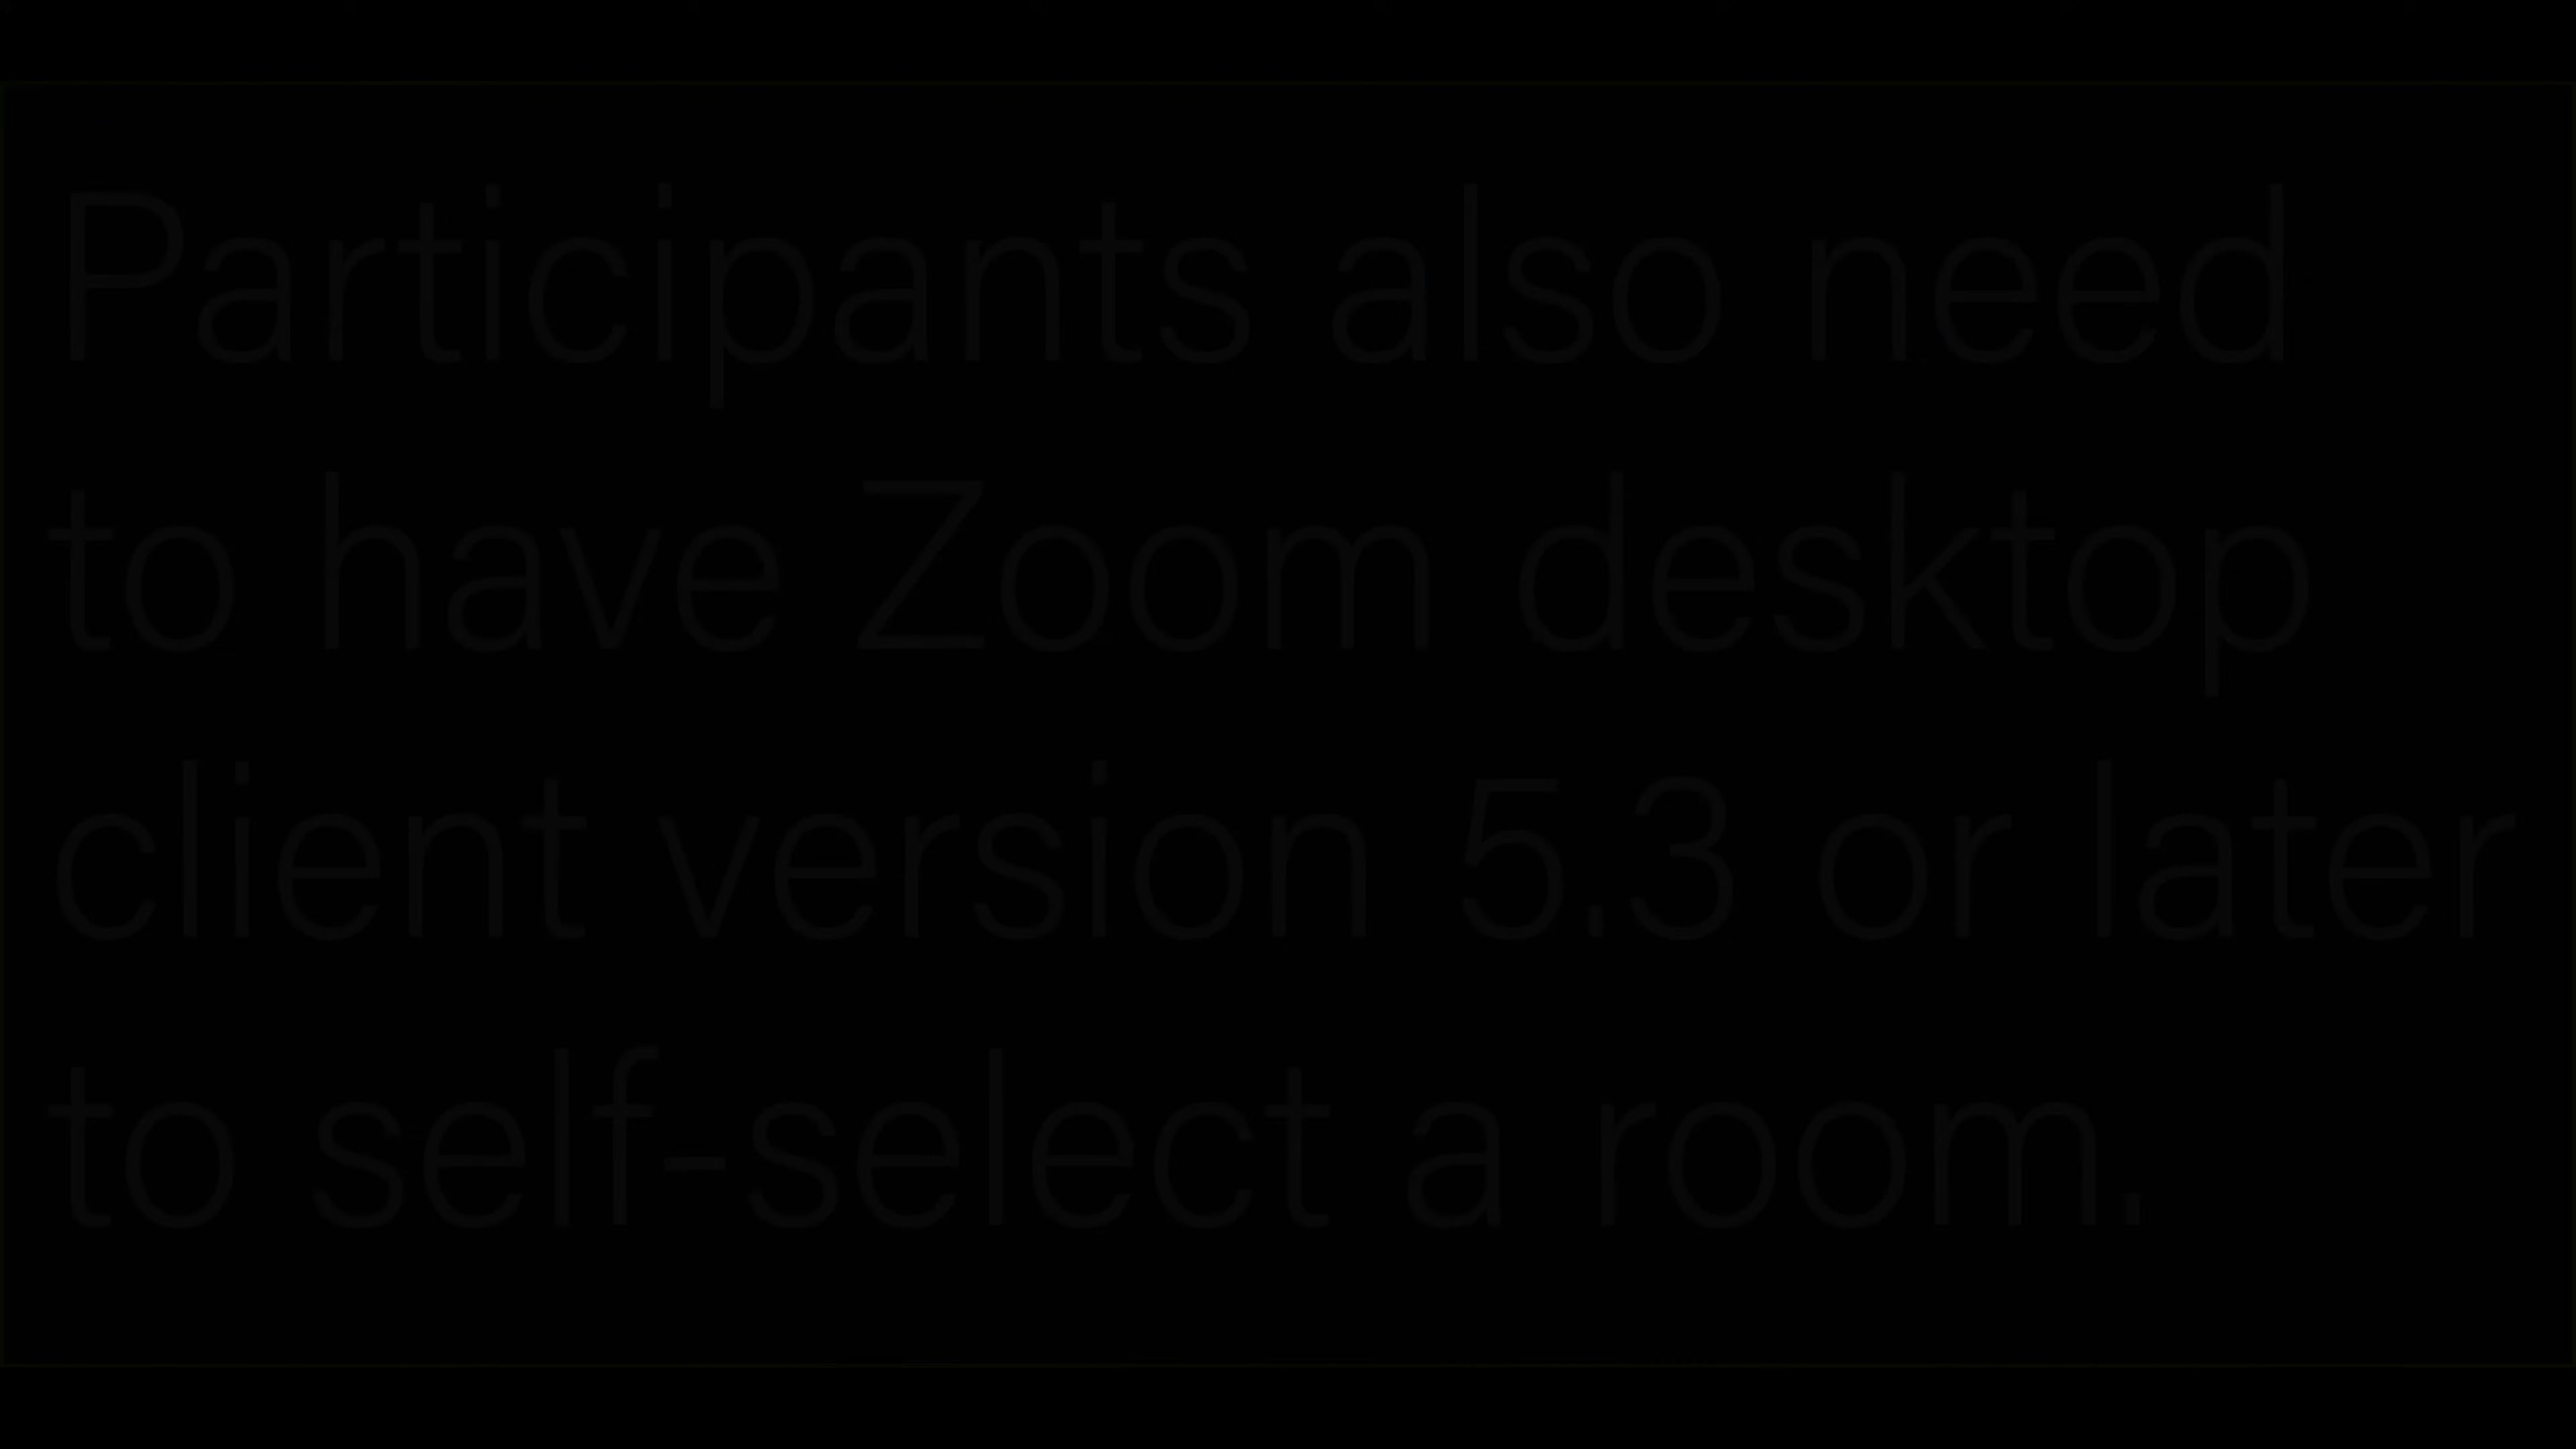 Participants also need
to have Zoom desktop
client version 5.3 or later
to self-select a room.